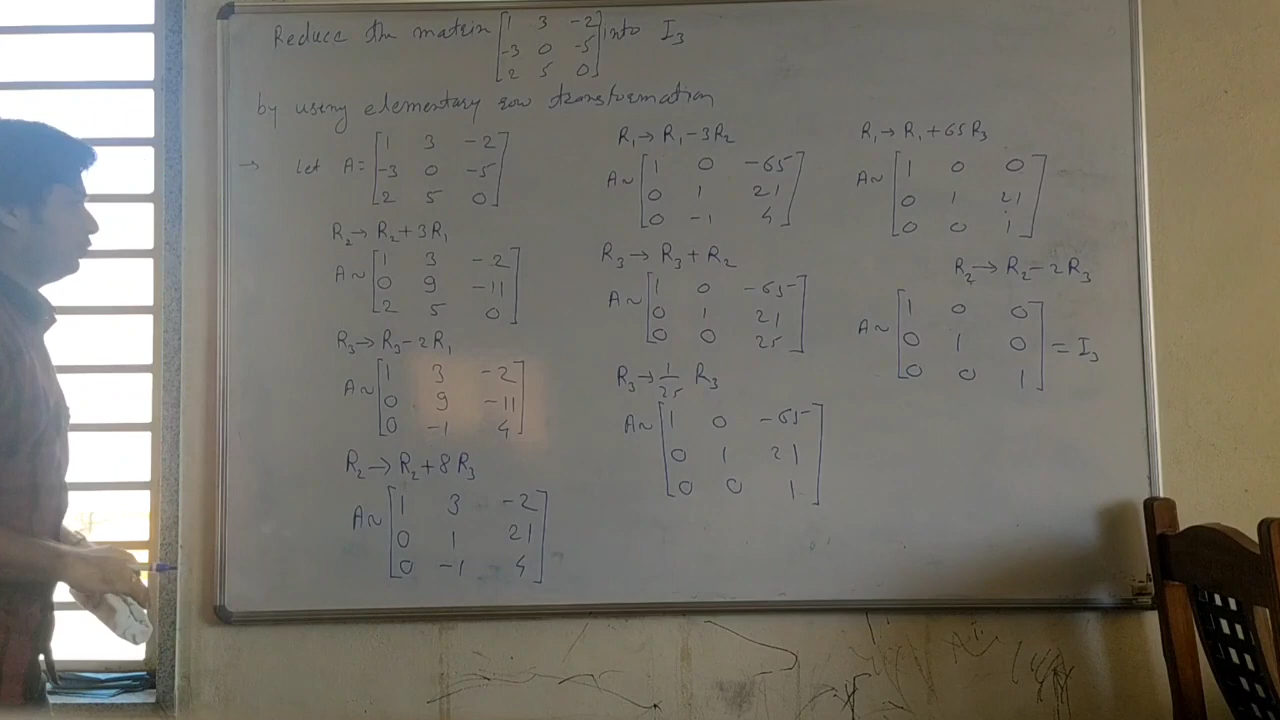 Reduce the matrix [1 3 -2
-3 0 -5
2 5 0] into I₃
by using elementary row transformation
→ Let A = [1 3 -2
-3 0 -5
2 5 0]
R₂→ R₂+3R₁
A~ [1 3 -2
0 9 -11
2 5 0]
R₃→ R₃-2R₁
A~ [1 3 -2
0 9 -11
0 -1 4]
R₂→ R₂+8R₃
A~ [1 3 -2
0 1 21
0 -1 4]
R₁→ R₁-3R₂
A~ [1 0 -65
0 1 21
0 -1 4]
R₃→ R₃+R₂
A~ [1 0 -65
0 1 21
0 0 25]
R₃→ 1/25 R₃
A~ [1 0 -65
0 1 21
0 0 1]
R₁→ R₁+65R₃
A~ [1 0 0
0 1 21
0 0 1]
R₂→ R₂-2R₃
A~ [1 0 0
0 1 0
0 0 1] = I₃